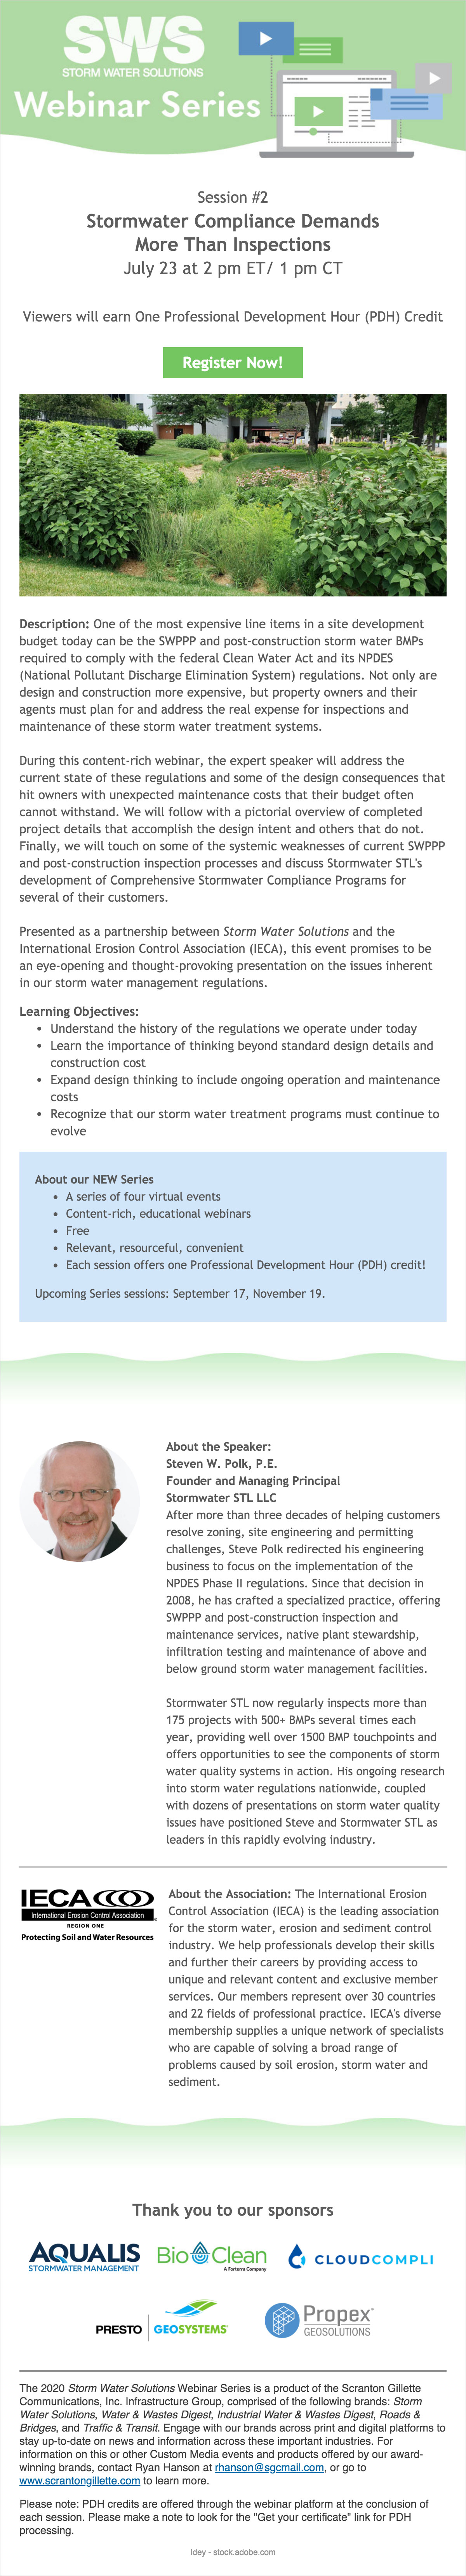 SWS
STORM WATER SOLUTIONS
Webinar Series
Session #2
Stormwater Compliance Demands
More Than Inspections
July 23 at 2 pm ET/ 1 pm CT
Viewers will earn One Professional Development Hour (PDH) Credit
Register Now!
Description: One of the most expensive line items in a site development
budget today can be the SWPPP and post-construction storm water BMPs
required to comply with the federal Clean Water Act and its NPDES
(National Pollutant Discharge Elimination System) regulations. Not only are
design and construction more expensive, but property owners and their
agents must plan for and address the real expense for inspections and
maintenance of these storm water treatment systems.
During this content-rich webinar, the expert speaker will address the
current state of these regulations and some of the design consequences that
hit owners with unexpected maintenance costs that their budget often
cannot withstand. We will follow with a pictorial overview of completed
project details that accomplish the design intent and others that do not.
Finally, we will touch on some of the systemic weaknesses of current SWPPP
and post-construction inspection processes and discuss Stormwater STL's
development of Comprehensive Stormwater Compliance Programs for
several of their customers.
Presented as a partnership between Storm Water Solutions and the
International Erosion Control Association (IECA), this event promises to be
an eye-opening and thought-provoking presentation on the issues inherent
in our storm water management regulations.
Learning Objectives:
• Understand the history of the regulations we operate under today
• Learn the importance of thinking beyond standard design details and
construction cost
• Expand design thinking to include ongoing operation and maintenance
costs
• Recognize that our storm water treatment programs must continue to
evolve
About our NEW Series
• A series of four virtual events
• Content-rich, educational webinars
• Free
• Relevant, resourceful, convenient
• Each session offers one Professional Development Hour (PDH) credit!
Upcoming Series sessions: September 17, November 19.
About the Speaker:
Steven W. Polk, P.E.
Founder and Managing Principal
Stormwater STL LLC
After more than three decades of helping customers
resolve zoning, site engineering and permitting
challenges, Steve Polk redirected his engineering
business to focus on the implementation of the
NPDES Phase II regulations. Since that decision in
2008, he has crafted a specialized practice, offering
SWPPP and post-construction inspection and
maintenance services, native plant stewardship,
infiltration testing and maintenance of above and
below ground storm water management facilities.
Stormwater STL now regularly inspects more than
175 projects with 500+ BMPs several times each
year, providing well over 1500 BMP touchpoints and
offers opportunities to see the components of storm
water quality systems in action. His ongoing research
into storm water regulations nationwide, coupled
with dozens of presentations on storm water quality
issues have positioned Steve and Stormwater STL as
leaders in this rapidly evolving industry.
IECA
International Erosion Control Association
REGION ONE
Protecting Soil and Water Resources
About the Association: The International Erosion
Control Association (IECA) is the leading association
for the storm water, erosion and sediment control
industry. We help professionals develop their skills
and further their careers by providing access to
unique and relevant content and exclusive member
services. Our members represent over 30 countries
and 22 fields of professional practice. IECA's diverse
membership supplies a unique network of specialists
who are capable of solving a broad range of
problems caused by soil erosion, storm water and
sediment.
Thank you to our sponsors
AQUALIS
STORMWATER MANAGEMENT
Bio Clean
A Forterra Company
CLOUDCOMPLI
PRESTO GEOSYSTEMS
Propex
GEOSOLUTIONS
The 2020 Storm Water Solutions Webinar Series is a product of the Scranton Gillette
Communications, Inc. Infrastructure Group, comprised of the following brands: Storm
Water Solutions, Water & Wastes Digest, Industrial Water & Wastes Digest, Roads &
Bridges, and Traffic & Transit. Engage with our brands across print and digital platforms to
stay up-to-date on news and information across these important industries. For
information on this or other Custom Media events and products offered by our award-
winning brands, contact Ryan Hanson at rhanson@sgcmail.com, or go to
www.scrantongillette.com to learn more.
Please note: PDH credits are offered through the webinar platform at the conclusion of
each session. Please make a note to look for the "Get your certificate" link for PDH
processing.
Idey - stock.adobe.com